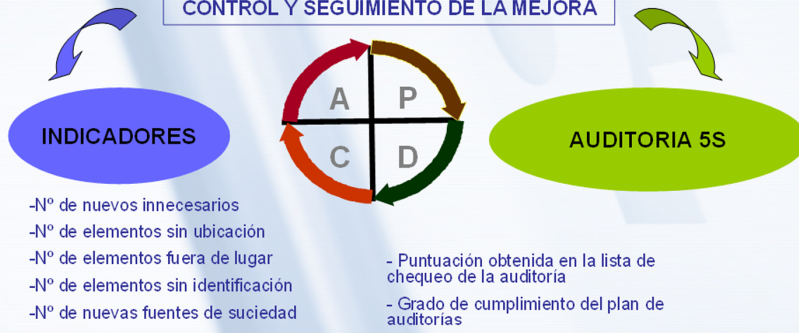 CONTROL Y SEGUIMIENTO DE LA MEJORA
INDICADORES
A P
C D
AUDITORIA 5S
-Nº de nuevos innecesarios
-Nº de elementos sin ubicación
-Nº de elementos fuera de lugar
-Nº de elementos sin identificación
-Nº de nuevas fuentes de suciedad
- Puntuación obtenida en la lista de
chequeo de la auditoría
- Grado de cumplimiento del plan de
auditorías